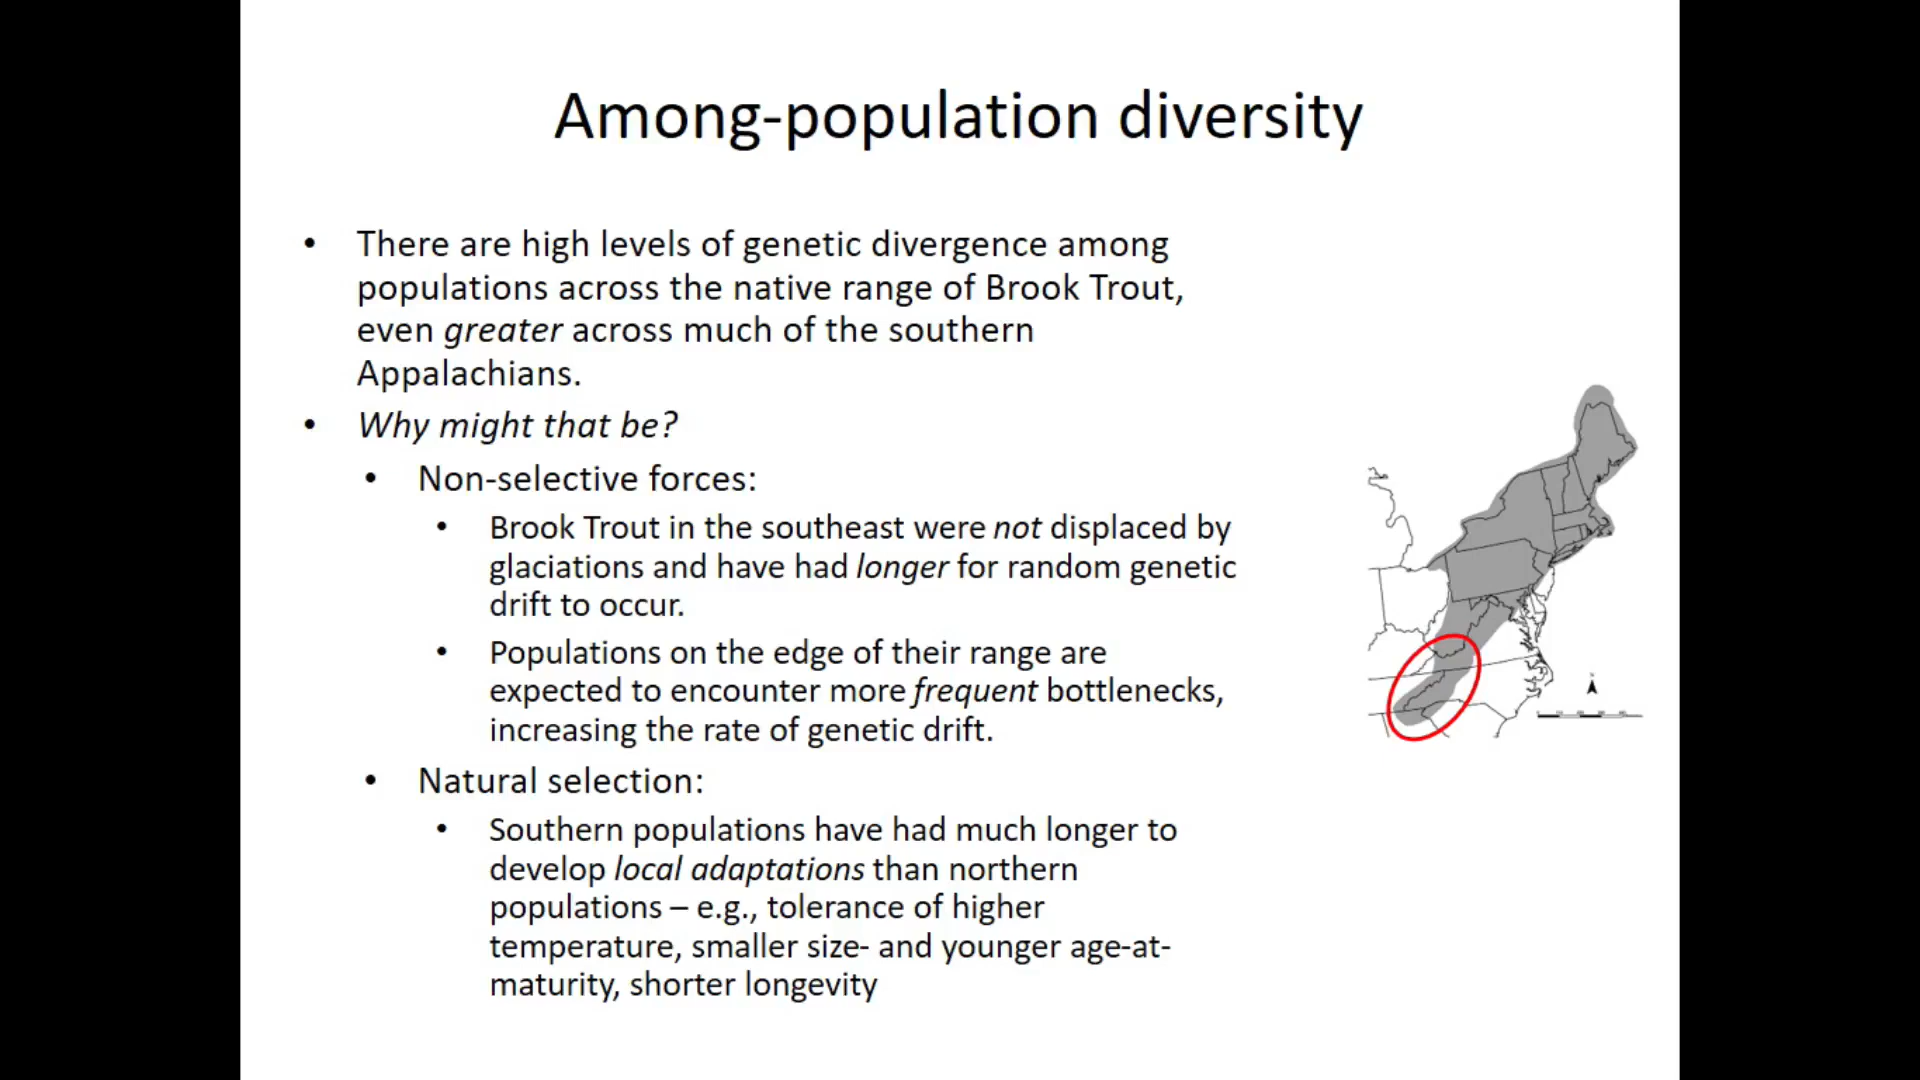 Among-population diversity
• There are high levels of genetic divergence among
populations across the native range of Brook Trout,
even greater across much of the southern
Appalachians.
• Why might that be?
• Non-selective forces:
• Brook Trout in the southeast were not displaced by
glaciations and have had longer for random genetic
drift to occur.
• Populations on the edge of their range are
expected to encounter more frequent bottlenecks,
increasing the rate of genetic drift.
• Natural selection:
• Southern populations have had much longer to
develop local adaptations than northern
populations – e.g., tolerance of higher
temperature, smaller size- and younger age-at-
maturity, shorter longevity